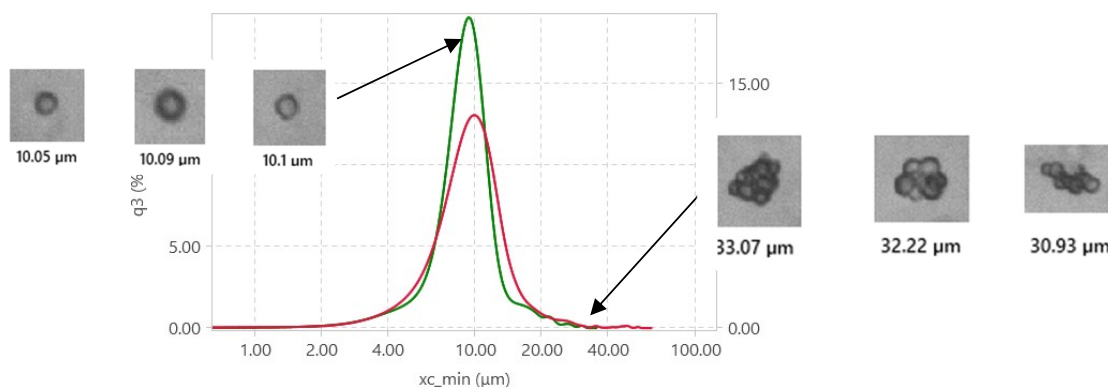 15.00
10.05 µm
10.09 µm
10.1 um
q3 (%
5.00
33.07 µm
32.22 µm
30.93 µm
0.00
0.00
1.00
2.00
4.00
10.00
20.00
40.00
100.00
xc_min (µm)